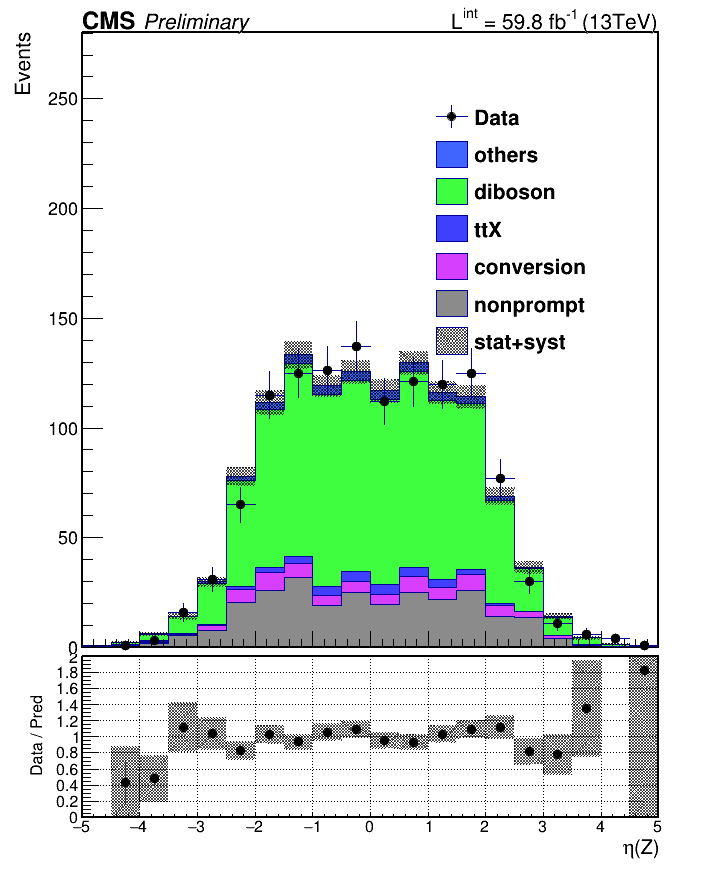 CMS Preliminary L^int = 59.8 fb^-1 (13TeV)
Events
250
200
150
100
50
0
Data
others
diboson
ttX
conversion
nonprompt
stat+syst
Data / Pred
2
1.8
1.6
1.4
1.2
1
0.8
0.6
0.4
0.2
0
−5 −4 −3 −2 −1 0 1 2 3 4 5
η(Z)